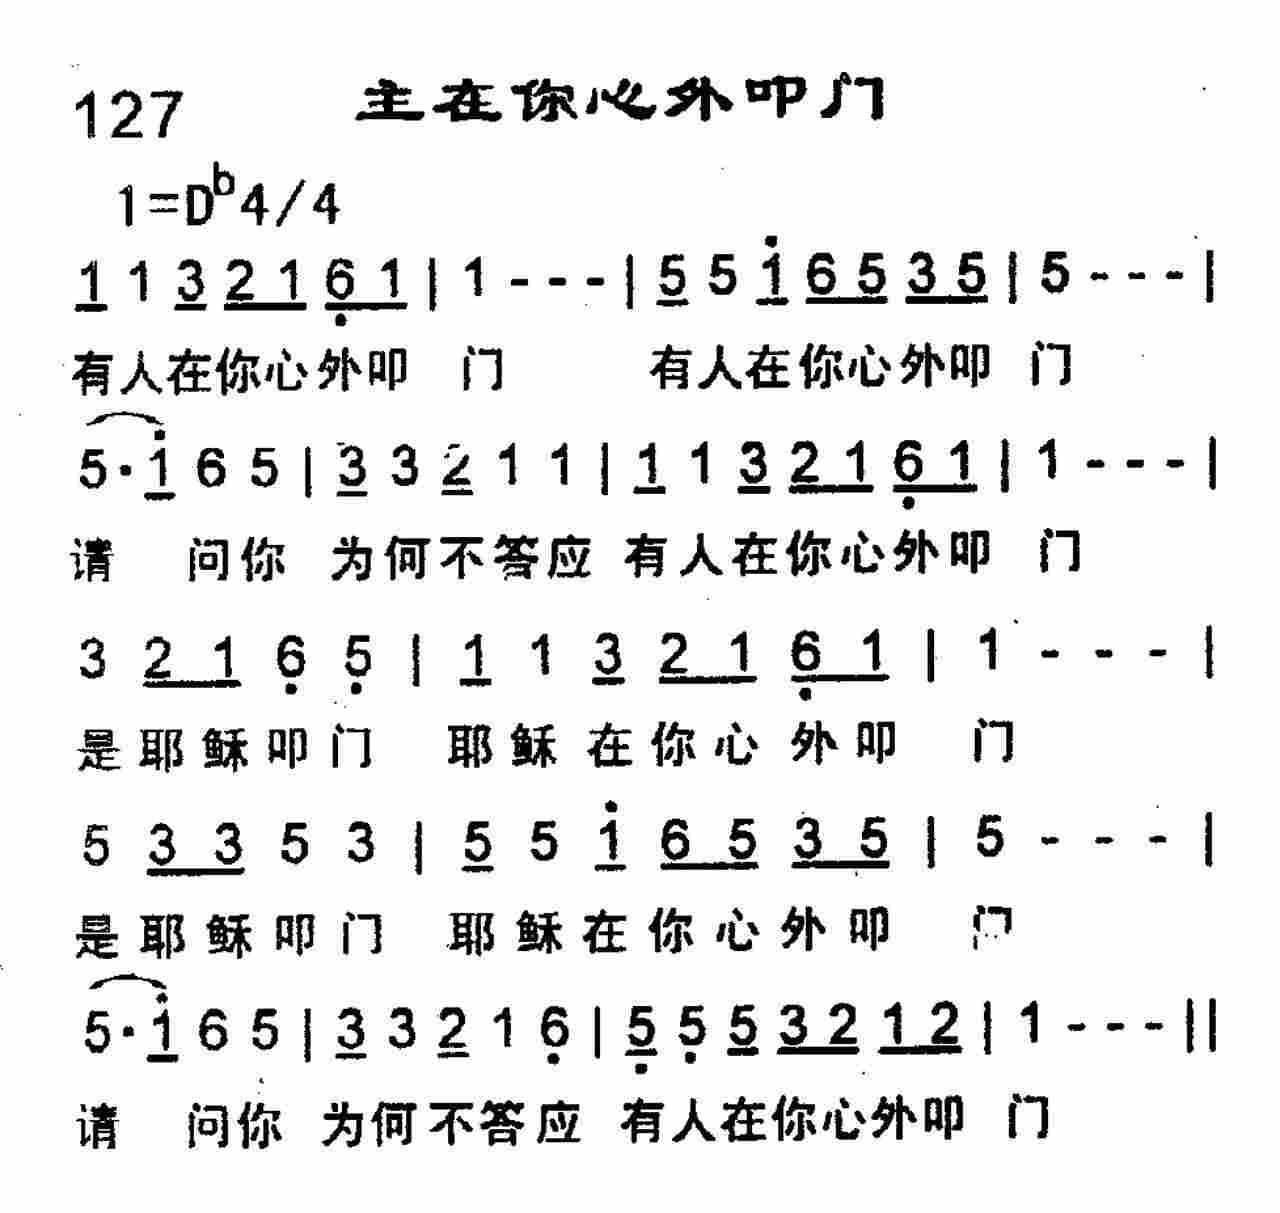 127 主在你心外叩门
1=Db4/4
1 1 3 2 1 6̣ 1 | 1 - - - | 5 5 1̇ 6 5 3 5 | 5 - - - |
有人在你心外叩 门 有人在你心外叩 门
5· 1̇ 6 5 | 3 3 2 1 1 | 1 1 3 2 1 6̣ 1 | 1 - - - |
请 问你 为何不答应 有人在你心外叩 门
3 2 1 6̣ 5̣ | 1 1 3 2 1 6̣ 1 | 1 - - - |
是耶稣叩门 耶稣在你心外叩 门
5 3 3 5 3 | 5 5 1̇ 6 5 3 5 | 5 - - - |
是耶稣叩门 耶稣在你心外叩 门
5· 1̇ 6 5 | 3 3 2 1 6̣ | 5̣ 5̣ 5 3 2 1 2 | 1 - - - ||
请 问你 为何不答应 有人在你心外叩 门